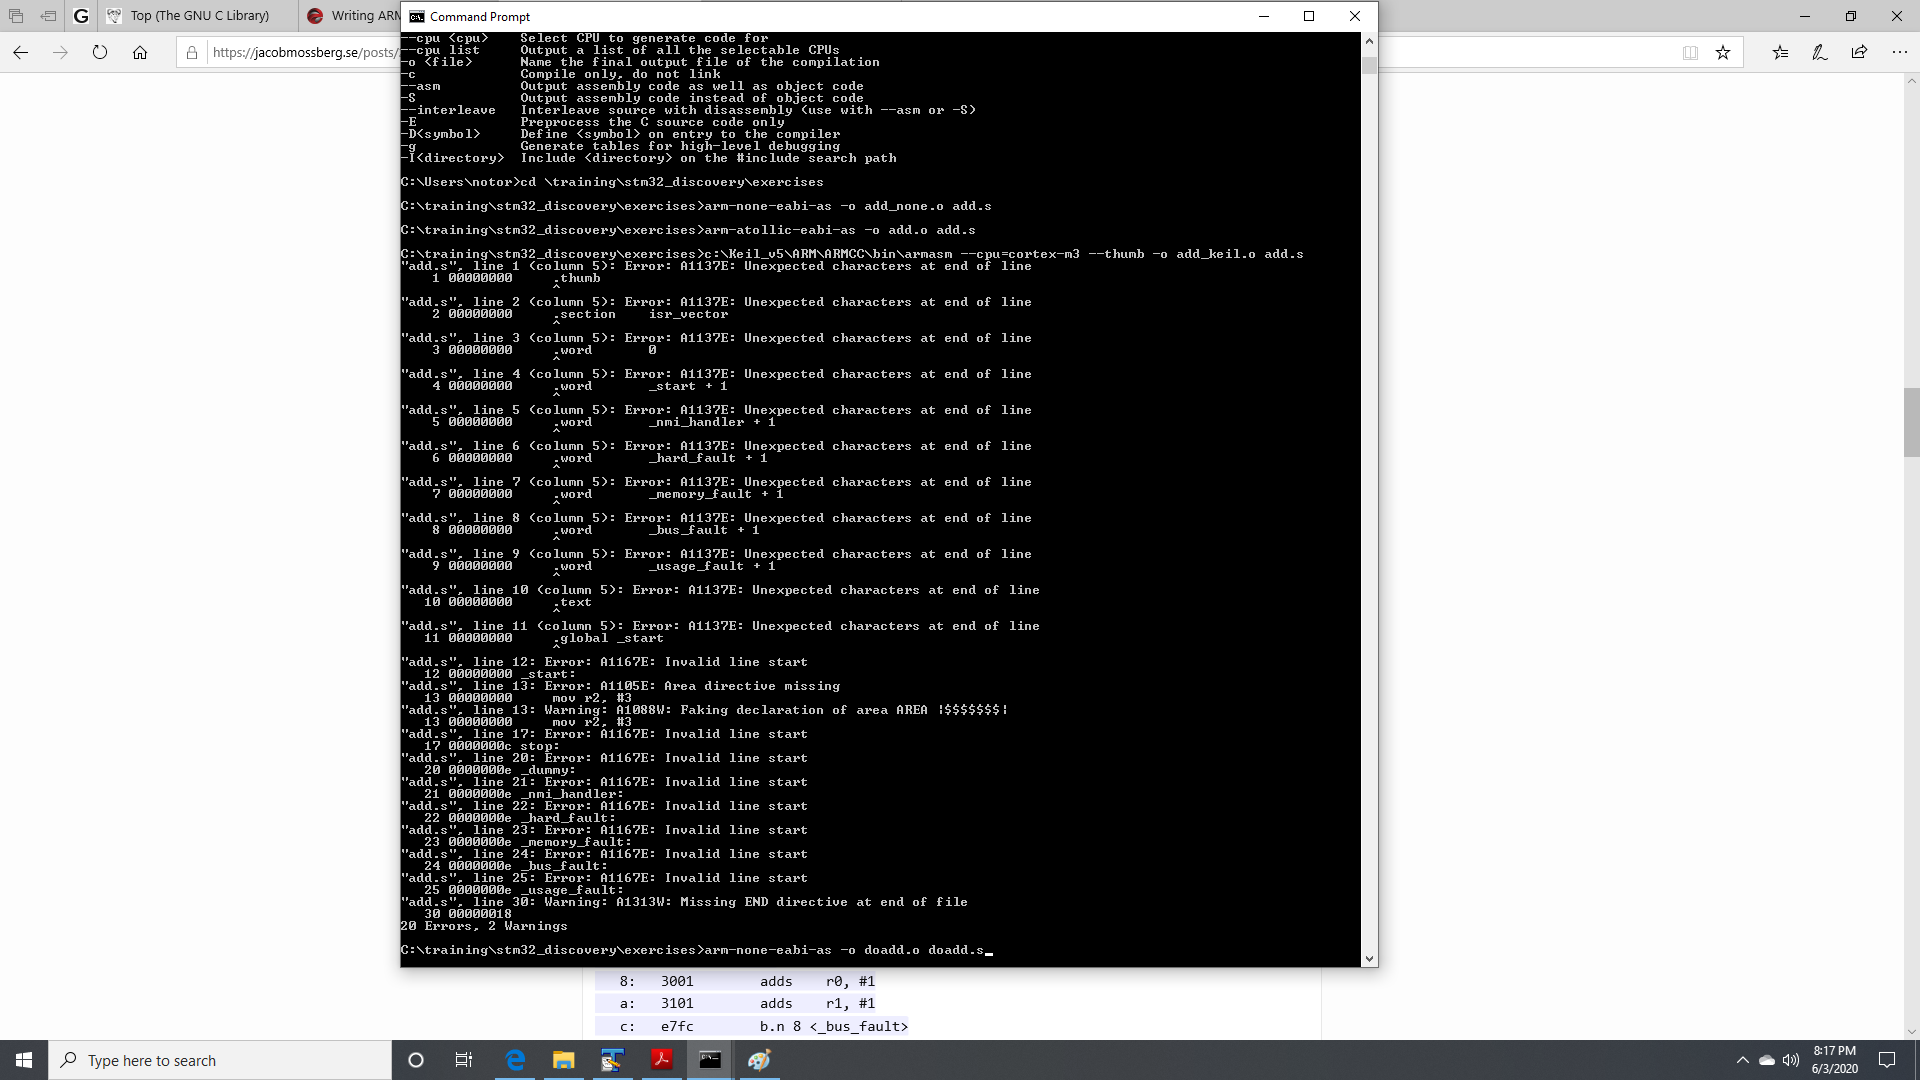 Top (The GNU C Library)
Writing ARM
Command Prompt
https://jacobmossberg.se/posts/
--cpu <cpu>    Select CPU to generate code for
--cpu list     Output a list of all the selectable CPUs
-o <file>      Name the final output file of the compilation
-c             Compile only, do not link
--asm          Output assembly code as well as object code
-S             Output assembly code instead of object code
--interleave   Interleave source with disassembly (use with --asm or -S)
-E             Preprocess the C source code only
-D<symbol>     Define <symbol> on entry to the compiler
-g             Generate tables for high-level debugging
-I<directory>  Include <directory> on the #include search path
C:\Users\notor>cd \training\stm32_discovery\exercises
C:\training\stm32_discovery\exercises>arm-none-eabi-as -o add_none.o add.s
C:\training\stm32_discovery\exercises>arm-atollic-eabi-as -o add.o add.s
C:\training\stm32_discovery\exercises>c:\Keil_v5\ARM\ARMCC\bin\armasm --cpu=cortex-m3 --thumb -o add_keil.o add.s
"add.s", line 1 (column 5): Error: A1137E: Unexpected characters at end of line
    1 00000000     .thumb
                   ^
"add.s", line 2 (column 5): Error: A1137E: Unexpected characters at end of line
    2 00000000     .section    isr_vector
                   ^
"add.s", line 3 (column 5): Error: A1137E: Unexpected characters at end of line
    3 00000000     .word       0
                   ^
"add.s", line 4 (column 5): Error: A1137E: Unexpected characters at end of line
    4 00000000     .word       _start + 1
                   ^
"add.s", line 5 (column 5): Error: A1137E: Unexpected characters at end of line
    5 00000000     .word       _nmi_handler + 1
                   ^
"add.s", line 6 (column 5): Error: A1137E: Unexpected characters at end of line
    6 00000000     .word       _hard_fault + 1
                   ^
"add.s", line 7 (column 5): Error: A1137E: Unexpected characters at end of line
    7 00000000     .word       _memory_fault + 1
                   ^
"add.s", line 8 (column 5): Error: A1137E: Unexpected characters at end of line
    8 00000000     .word       _bus_fault + 1
                   ^
"add.s", line 9 (column 5): Error: A1137E: Unexpected characters at end of line
    9 00000000     .word       _usage_fault + 1
                   ^
"add.s", line 10 (column 5): Error: A1137E: Unexpected characters at end of line
   10 00000000     .text
                   ^
"add.s", line 11 (column 5): Error: A1137E: Unexpected characters at end of line
   11 00000000     .global _start
                   ^
"add.s", line 12: Error: A1167E: Invalid line start
   12 00000000 _start:
"add.s", line 13: Error: A1105E: Area directive missing
   13 00000000     mov r2, #3
"add.s", line 13: Warning: A1088W: Faking declaration of area AREA |$$$$$$$|
   13 00000000     mov r2, #3
"add.s", line 17: Error: A1167E: Invalid line start
   17 0000000c stop:
"add.s", line 20: Error: A1167E: Invalid line start
   20 0000000e _dummy:
"add.s", line 21: Error: A1167E: Invalid line start
   21 0000000e _nmi_handler:
"add.s", line 22: Error: A1167E: Invalid line start
   22 0000000e _hard_fault:
"add.s", line 23: Error: A1167E: Invalid line start
   23 0000000e _memory_fault:
"add.s", line 24: Error: A1167E: Invalid line start
   24 0000000e _bus_fault:
"add.s", line 25: Error: A1167E: Invalid line start
   25 0000000e _usage_fault:
"add.s", line 30: Warning: A1313W: Missing END directive at end of file
   30 00000018
20 Errors, 2 Warnings
C:\training\stm32_discovery\exercises>arm-none-eabi-as -o doadd.o doadd.s
8:   3001        adds    r0, #1
a:   3101        adds    r1, #1
c:   e7fc        b.n 8 <_bus_fault>
Type here to search
8:17 PM
6/3/2020